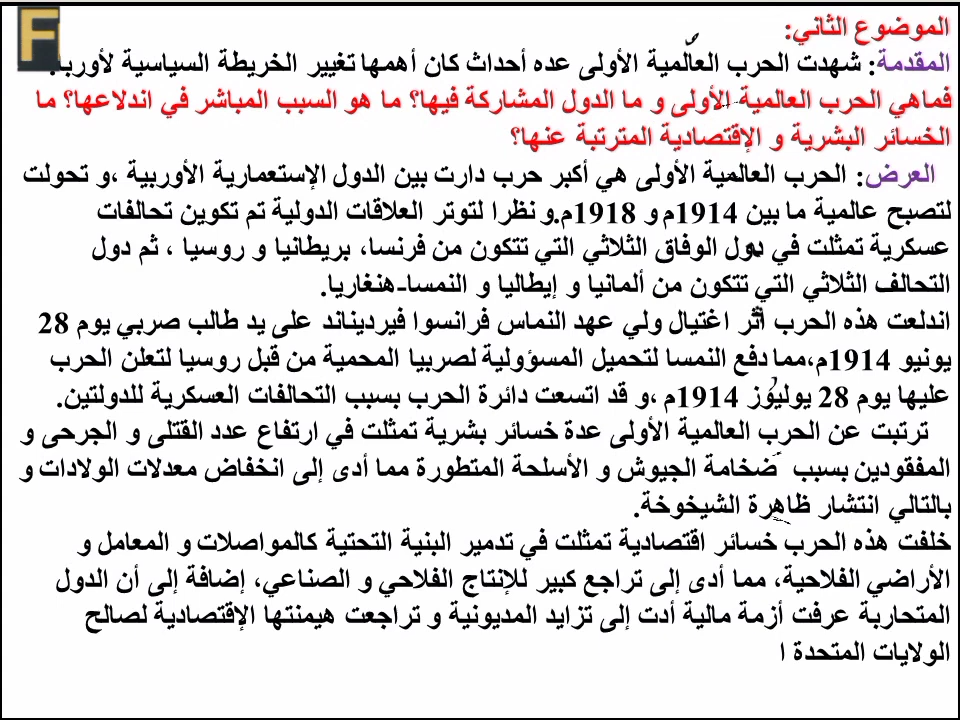 F
الموضوع الثاني:
المقدمة: شهدت الحرب العالمية الأولى عده أحداث كان أهمها تغيير الخريطة السياسية لأوربا.
فماهي الحرب العالمية الأولى و ما الدول المشاركة فيها؟ ما هو السبب المباشر في اندلاعها؟ ما
الخسائر البشرية و الإقتصادية المترتبة عنها؟
العرض: الحرب العالمية الأولى هي أكبر حرب دارت بين الدول الإستعمارية الأوربية ،و تحولت
لتصبح عالمية ما بين 1914م و 1918م.و نظرا لتوتر العلاقات الدولية تم تكوين تحالفات
عسكرية تمثلت في دول الوفاق الثلاثي التي تتكون من فرنسا، بريطانيا و روسيا ، ثم دول
التحالف الثلاثي التي تتكون من ألمانيا و إيطاليا و النمسا-هنغاريا.
اندلعت هذه الحرب أثر اغتيال ولي عهد النماس فرانسوا فيرديناند على يد طالب صربي يوم 28
يونيو 1914م،مما دفع النمسا لتحميل المسؤولية لصربيا المحمية من قبل روسيا لتعلن الحرب
عليها يوم 28 يوليوز 1914م ،و قد اتسعت دائرة الحرب بسبب التحالفات العسكرية للدولتين.
ترتبت عن الحرب العالمية الأولى عدة خسائر بشرية تمثلت في ارتفاع عدد القتلى و الجرحى و
المفقودين بسبب ضخامة الجيوش و الأسلحة المتطورة مما أدى إلى انخفاض معدلات الولادات و
بالتالي انتشار ظاهرة الشيخوخة.
خلفت هذه الحرب خسائر اقتصادية تمثلت في تدمير البنية التحتية كالمواصلات و المعامل و
الأراضي الفلاحية، مما أدى إلى تراجع كبير للإنتاج الفلاحي و الصناعي، إضافة إلى أن الدول
المتحاربة عرفت أزمة مالية أدت إلى تزايد المديونية و تراجعت هيمنتها الإقتصادية لصالح
الولايات المتحدة ا